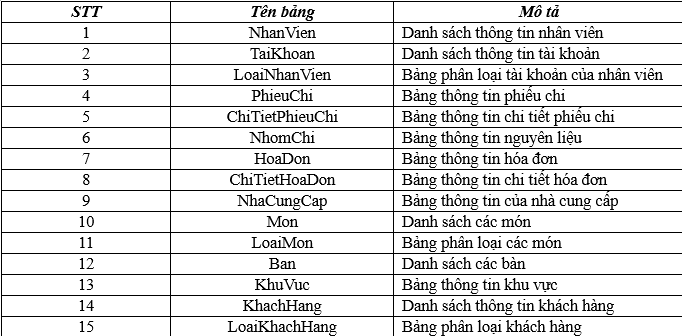 STT Tên bảng Mô tả
1 NhanVien Danh sách thông tin nhân viên
2 TaiKhoan Danh sách thông tin tài khoản
3 LoaiNhanVien Bảng phân loại tài khoản của nhân viên
4 PhieuChi Bảng thông tin phiếu chi
5 ChiTietPhieuChi Bảng thông tin chi tiết phiếu chi
6 NhomChi Bảng thông tin nguyên liệu
7 HoaDon Bảng thông tin hóa đơn
8 ChiTietHoaDon Bảng thông tin chi tiết hóa đơn
9 NhaCungCap Bảng thông tin của nhà cung cấp
10 Mon Danh sách các món
11 LoaiMon Bảng phân loại các món
12 Ban Danh sách các bàn
13 KhuVuc Bảng thông tin khu vực
14 KhachHang Danh sách thông tin khách hàng
15 LoaiKhachHang Bảng phân loại khách hàng